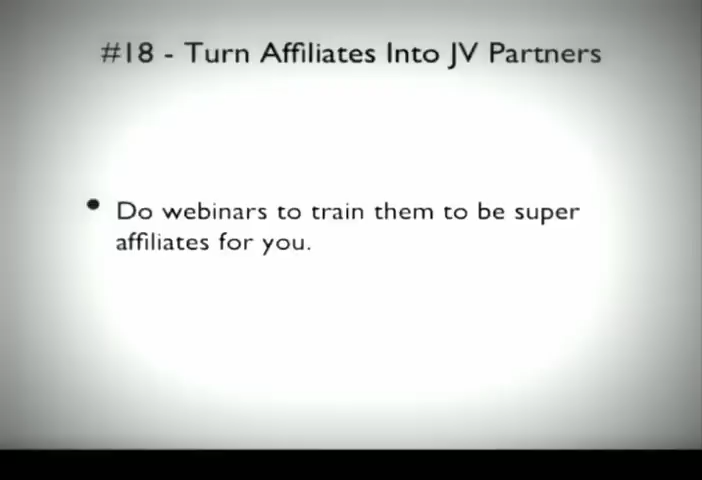 #18 - Turn Affiliates Into JV Partners
• Do webinars to train them to be super
affiliates for you.